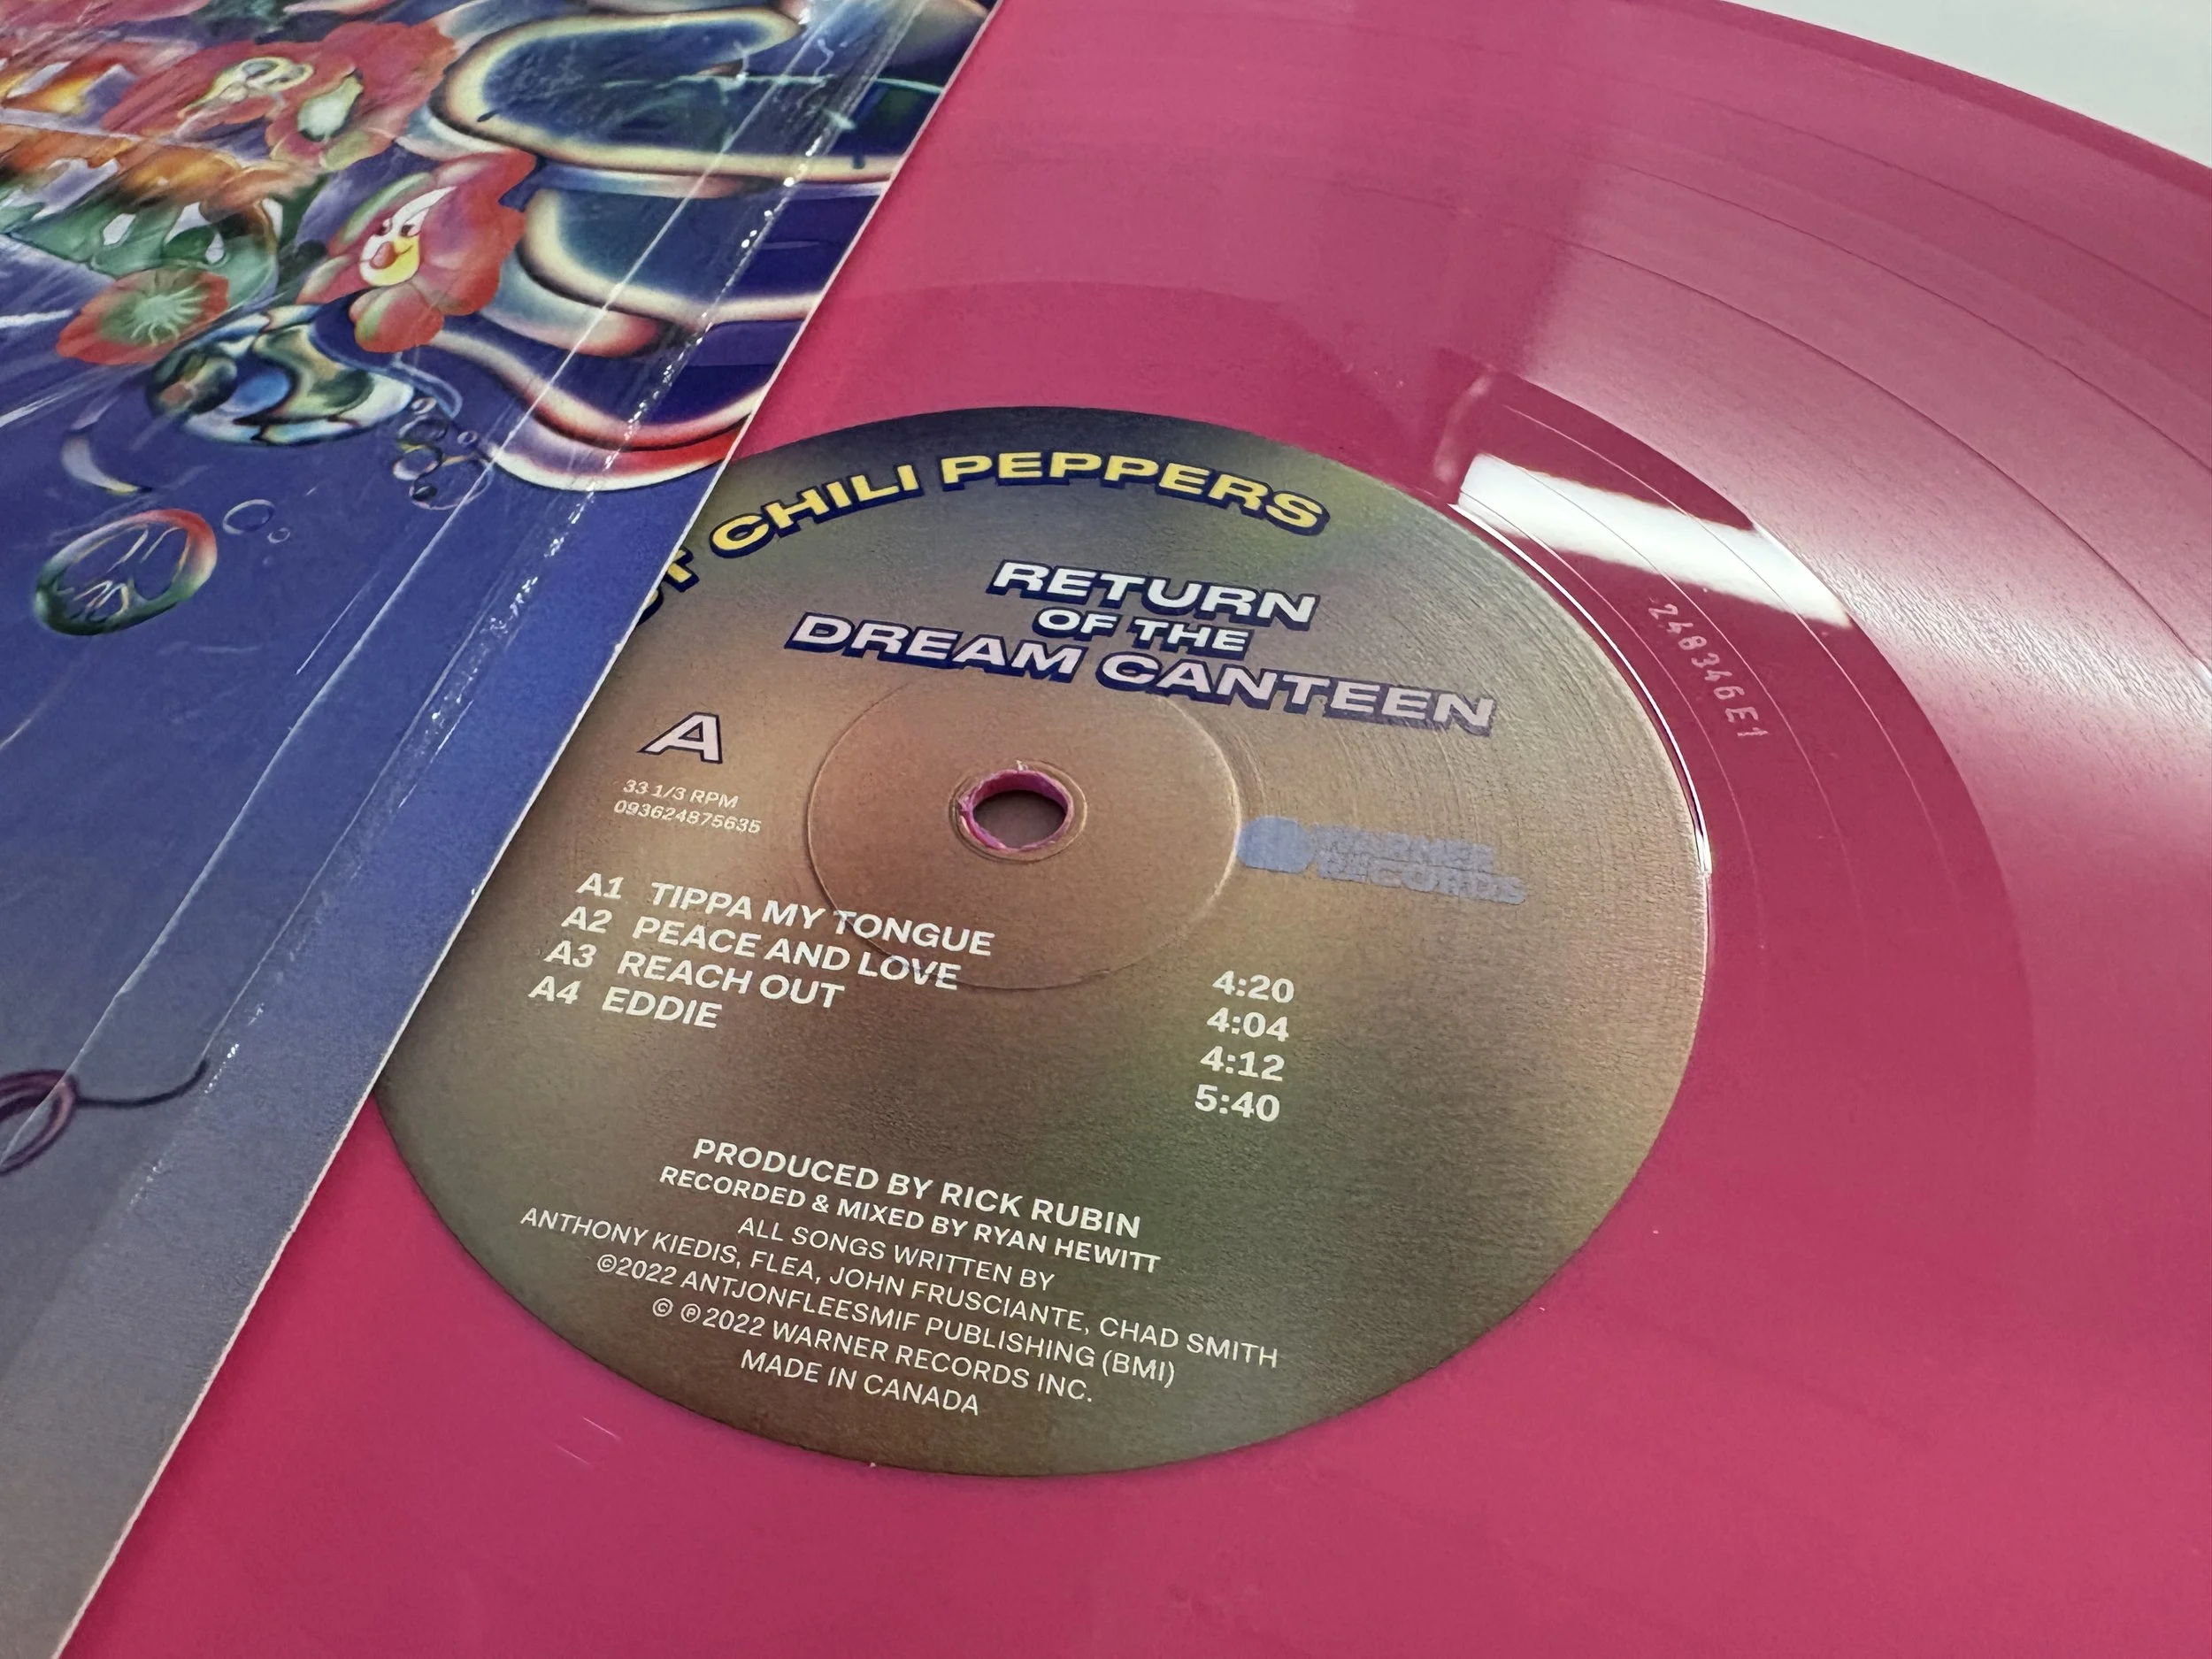 CHILI PEPPERS
RETURN
OF THE
DREAM CANTEEN
A
33 1/3 RPM
093624875635
WARNER
RECORDS
A1 TIPPA MY TONGUE 4:20
A2 PEACE AND LOVE 4:04
A3 REACH OUT 4:12
A4 EDDIE 5:40
PRODUCED BY RICK RUBIN
RECORDED & MIXED BY RYAN HEWITT
ALL SONGS WRITTEN BY
ANTHONY KIEDIS, FLEA, JOHN FRUSCIANTE, CHAD SMITH
©2022 ANTJONFLEESMIF PUBLISHING (BMI)
© ℗2022 WARNER RECORDS INC.
MADE IN CANADA
248346E1